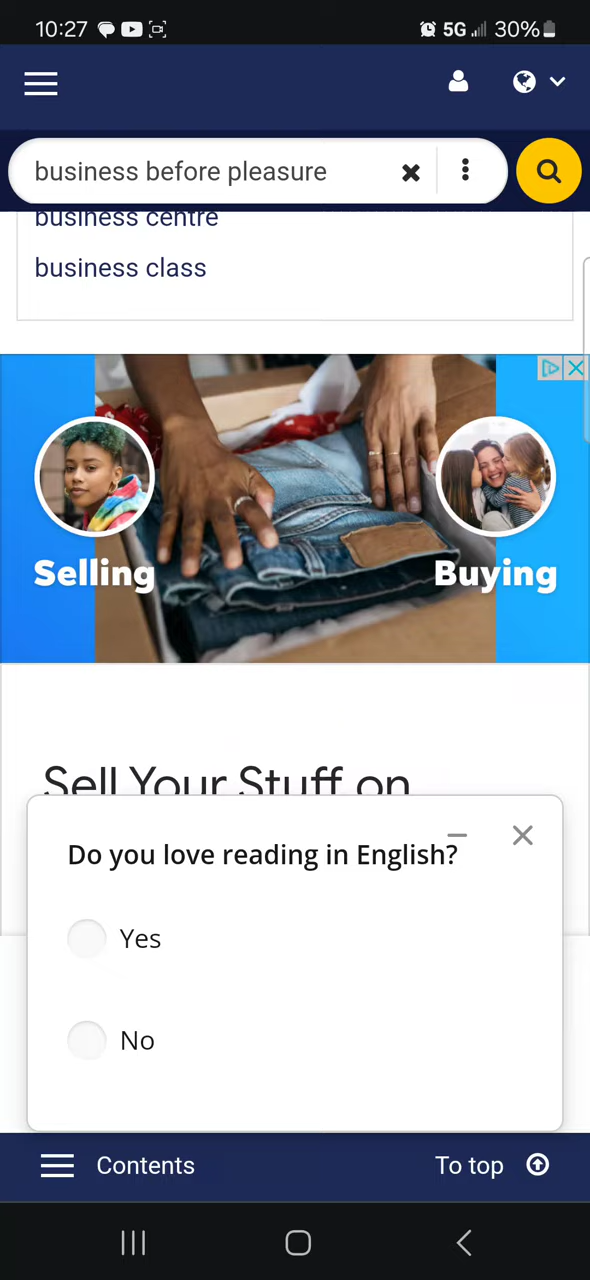 10:27
5G 30%
business before pleasure
business centre
business class
Selling
Buying
Sell Your Stuff on
Do you love reading in English?
Yes
No
Contents
To top